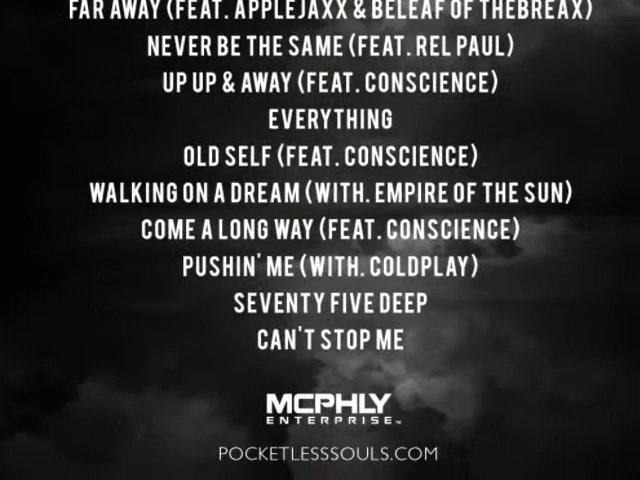 FAR AWAY (FEAT. APPLEJAXX & BELEAF OF THEBREAX)
NEVER BE THE SAME (FEAT. REL PAUL)
UP UP & AWAY (FEAT. CONSCIENCE)
EVERYTHING
OLD SELF (FEAT. CONSCIENCE)
WALKING ON A DREAM (WITH. EMPIRE OF THE SUN)
COME A LONG WAY (FEAT. CONSCIENCE)
PUSHIN' ME (WITH. COLDPLAY)
SEVENTY FIVE DEEP
CAN'T STOP ME
MCPHLY
ENTERPRISE™
POCKETLESSSOULS.COM